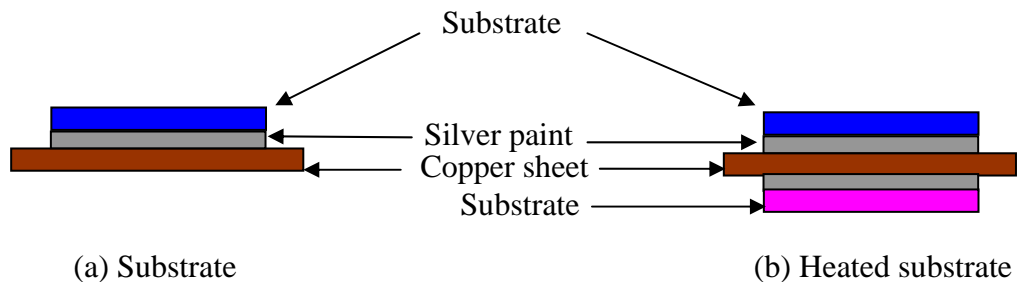 Substrate
Silver paint
Copper sheet
Substrate
(a) Substrate
(b) Heated substrate